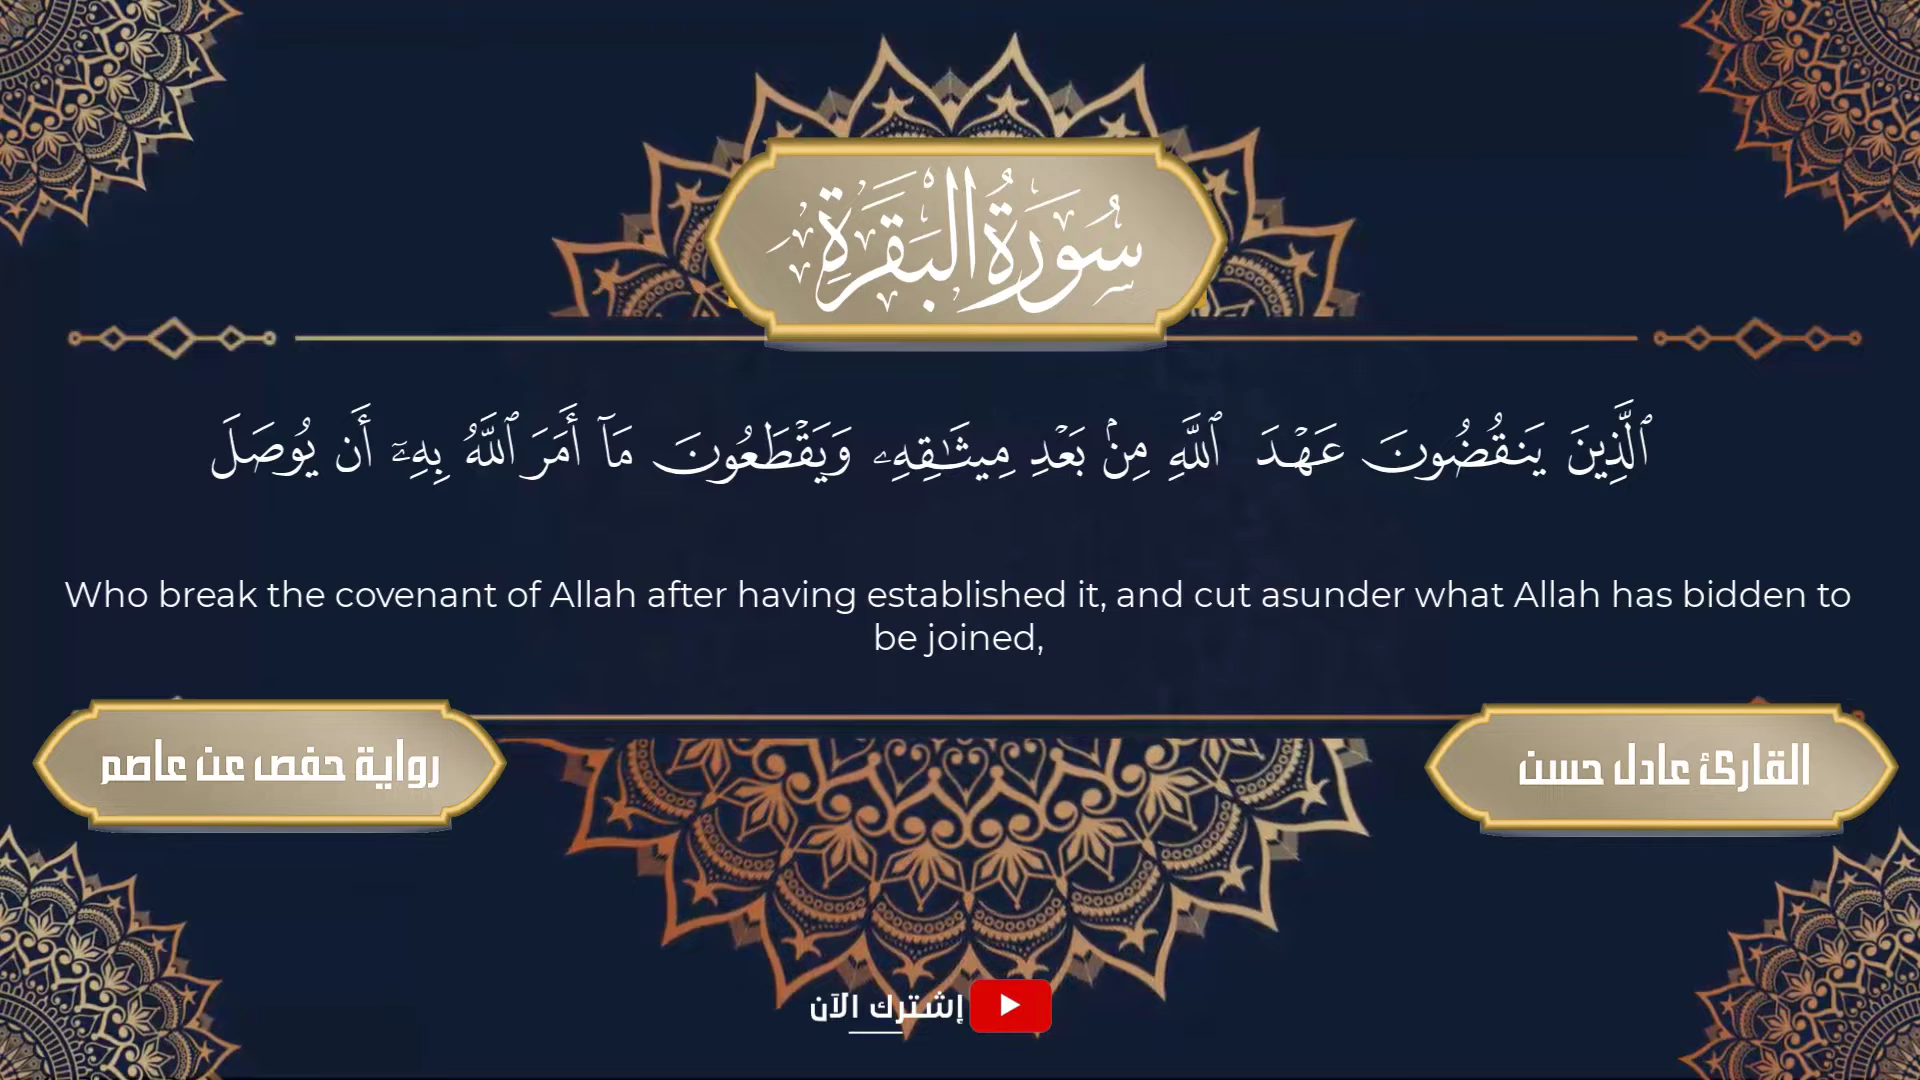 سُورَةُ البَقَرَةِ
ٱلَّذِينَ يَنقُضُونَ عَهۡدَ ٱللَّهِ مِنۢ بَعۡدِ مِيثَٰقِهِۦ وَيَقۡطَعُونَ مَآ أَمَرَ ٱللَّهُ بِهِۦٓ أَن يُوصَلَ
Who break the covenant of Allah after having established it, and cut asunder what Allah has bidden to
be joined,
القارئ عادل حسن
رواية حفص عن عاصم
إشترك الآن